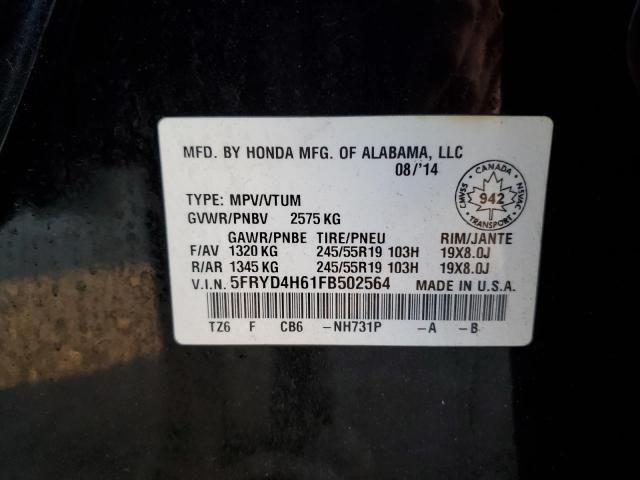 MFD. BY HONDA MFG. OF ALABAMA, LLC
08/'14
TYPE: MPV/VTUM
GVWR/PNBV 2575 KG
GAWR/PNBE TIRE/PNEU RIM/JANTE
F/AV 1320 KG 245/55R19 103H 19X8.0J
R/AR 1345 KG 245/55R19 103H 19X8.0J
V.I.N. 5FRYD4H61FB502564 MADE IN U.S.A.
TZ6 F CB6 -NH731P -A -B
CANADA
CMVSS 942 NSVAC
TRANSPORT